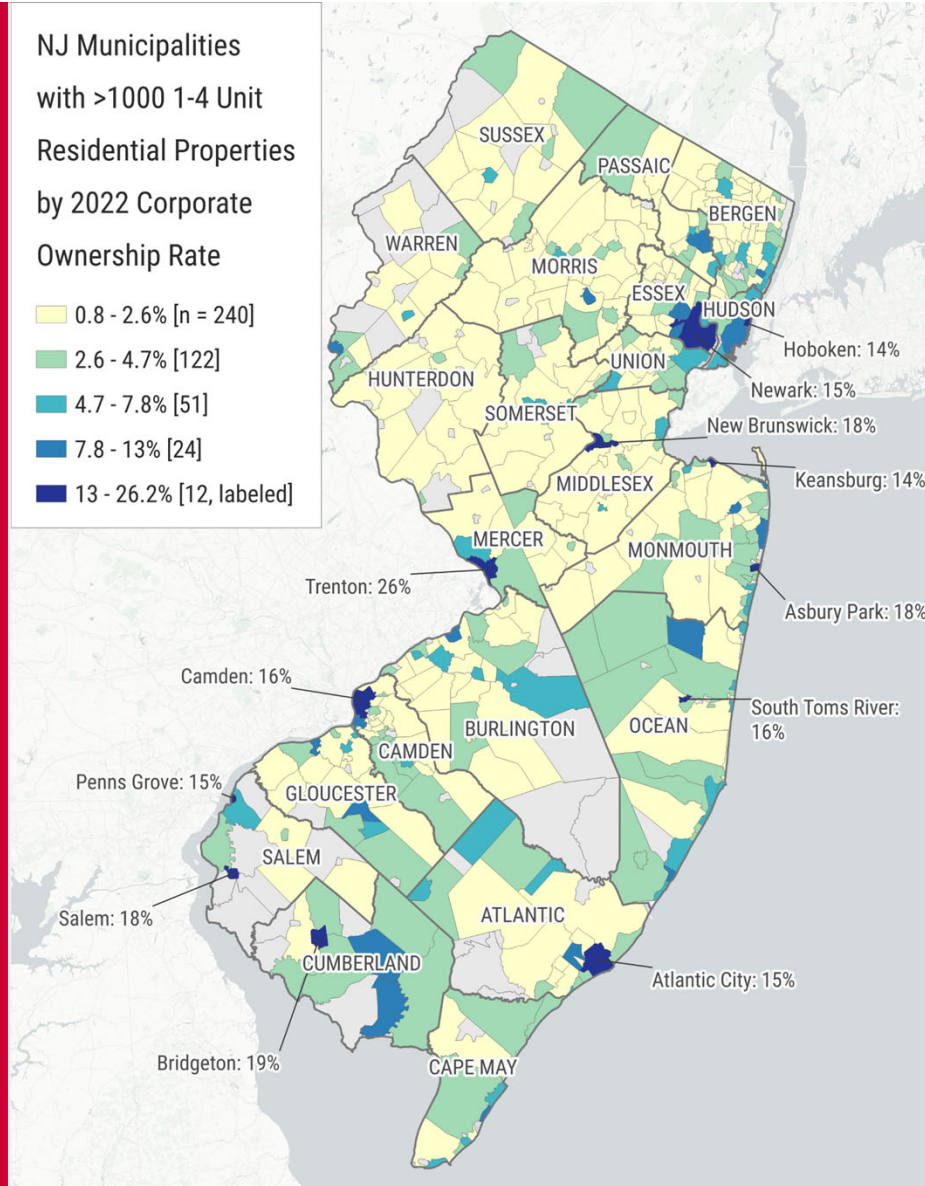 NJ Municipalities
with >1000 1-4 Unit
Residential Properties
by 2022 Corporate
Ownership Rate
0.8 - 2.6% [n = 240]
2.6 - 4.7% [122]
4.7 - 7.8% [51]
7.8 - 13% [24]
13 - 26.2% [12, labeled]
SUSSEX
PASSAIC
BERGEN
WARREN
MORRIS
ESSEX
HUDSON
Hoboken: 14%
UNION
HUNTERDON
Newark: 15%
SOMERSET
New Brunswick: 18%
Keansburg: 14%
MIDDLESEX
MERCER
MONMOUTH
Trenton: 26%
Asbury Park: 18%
Camden: 16%
South Toms River:
16%
OCEAN
BURLINGTON
CAMDEN
Penns Grove: 15%
GLOUCESTER
SALEM
Salem: 18%
ATLANTIC
CUMBERLAND
Atlantic City: 15%
Bridgeton: 19%
CAPE MAY